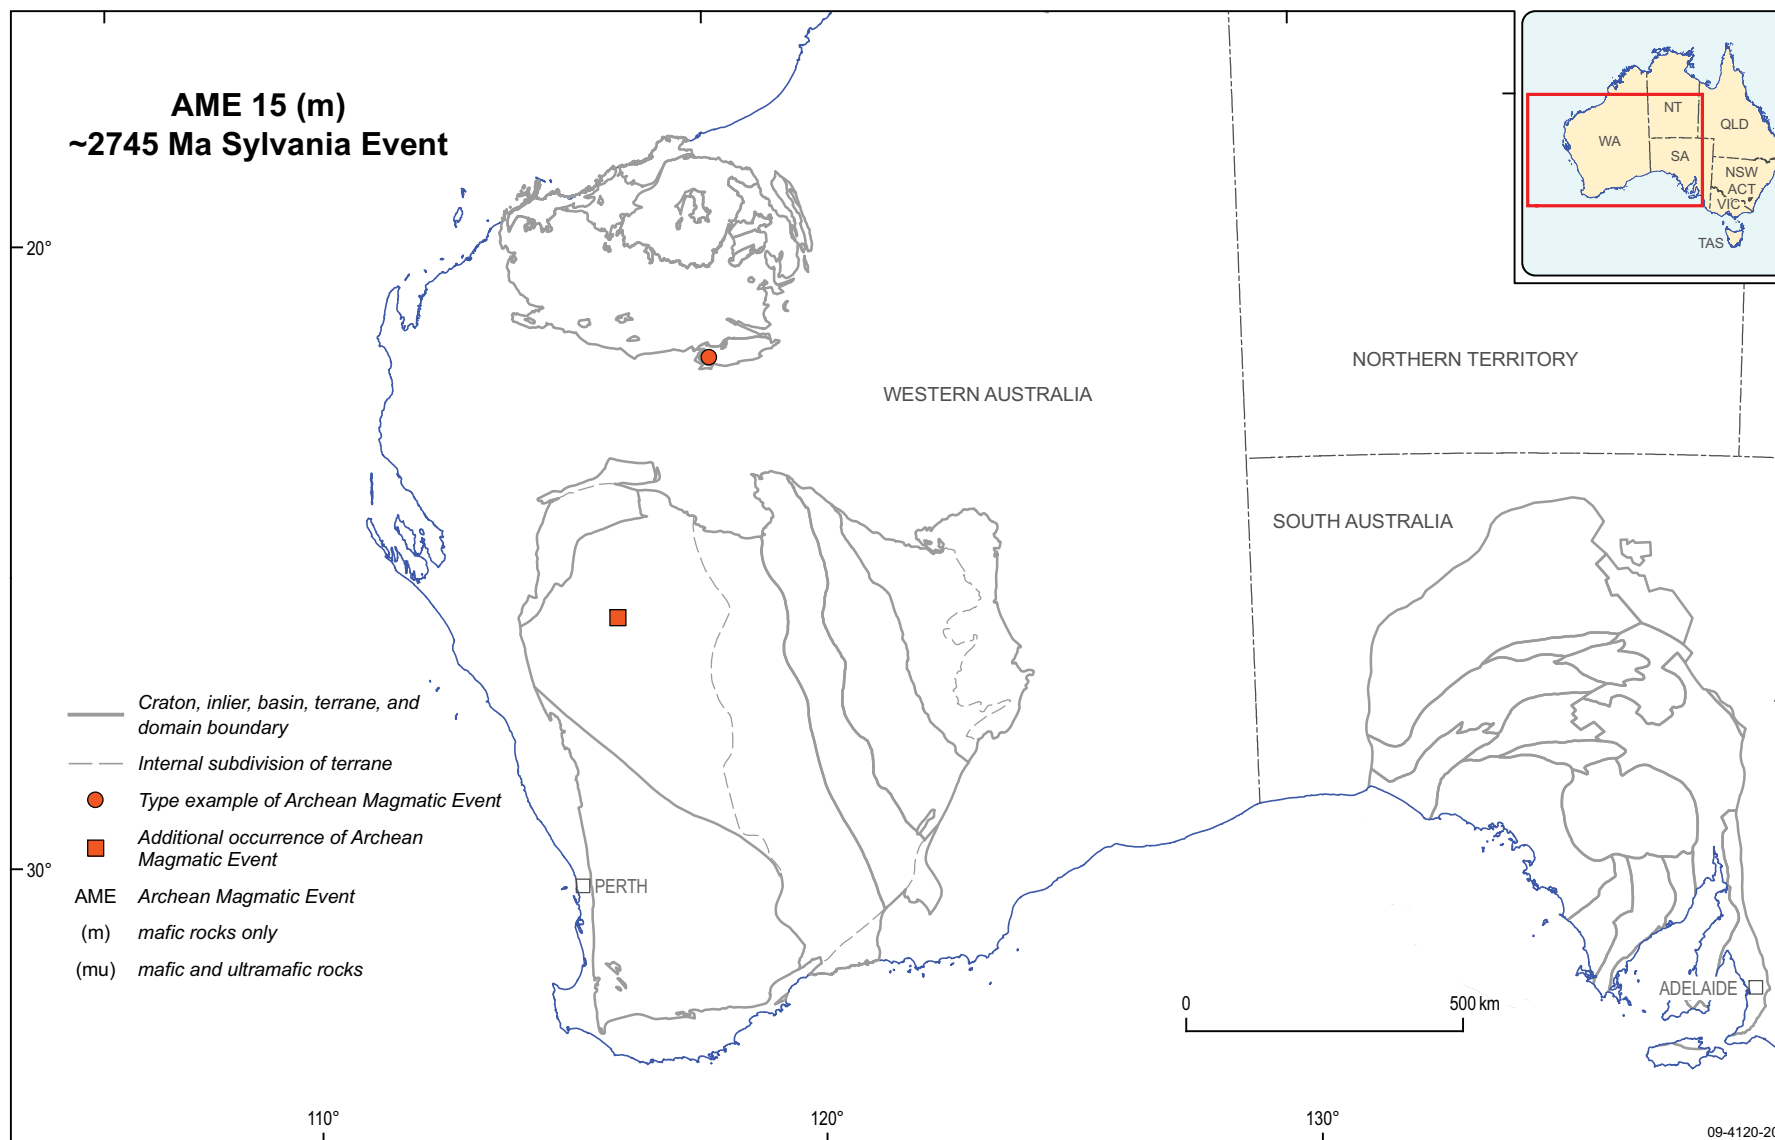 AME 15 (m)
~2745 Ma Sylvania Event
NT
QLD
WA
SA
NSW
ACT
VIC
TAS
20°
NORTHERN TERRITORY
WESTERN AUSTRALIA
SOUTH AUSTRALIA
Craton, inlier, basin, terrane, and
domain boundary
Internal subdivision of terrane
Type example of Archean Magmatic Event
Additional occurrence of Archean
Magmatic Event
30°
PERTH
AME Archean Magmatic Event
(m) mafic rocks only
(mu) mafic and ultramafic rocks
ADELAIDE
0 500 km
110° 120° 130°
09-4120-20